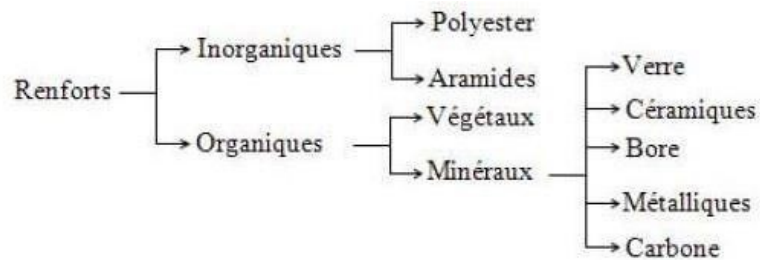 Renforts
Inorganiques
Polyester
Aramides
Organiques
Végétaux
Minéraux
Verre
Céramiques
Bore
Métalliques
Carbone